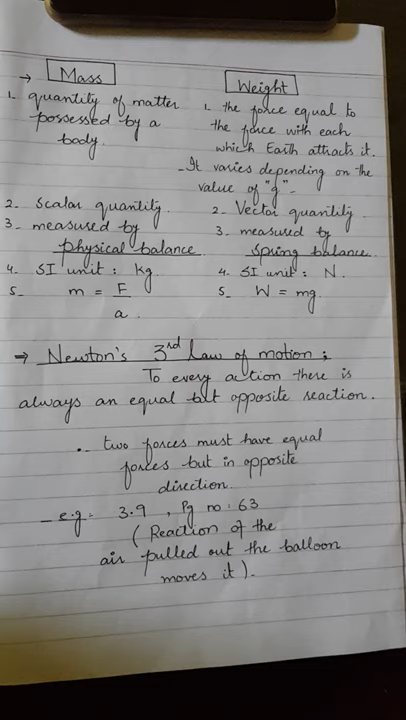 → Mass
1. quantity of matter
possessed by a
body.
2. Scalar quantity.
3- measured by
physical balance
4. SI unit : kg
5- m = F
a.
Weight
1. the force equal to
the force with each
which Earth attracts it.
- It varies depending on the
value of "g"-
2- Vector quantity.
3- measured by
Spring balance.
4. SI unit : N.
5- W = mg.
→ Newton's 3rd Law of motion :
To every action there is
always an equal but opposite reaction.
.. two forces must have equal
forces but in opposite
direction.
- e.g:- 3.9 , Pg no : 63
( Reaction of the
air pulled out the balloon
moves it ).